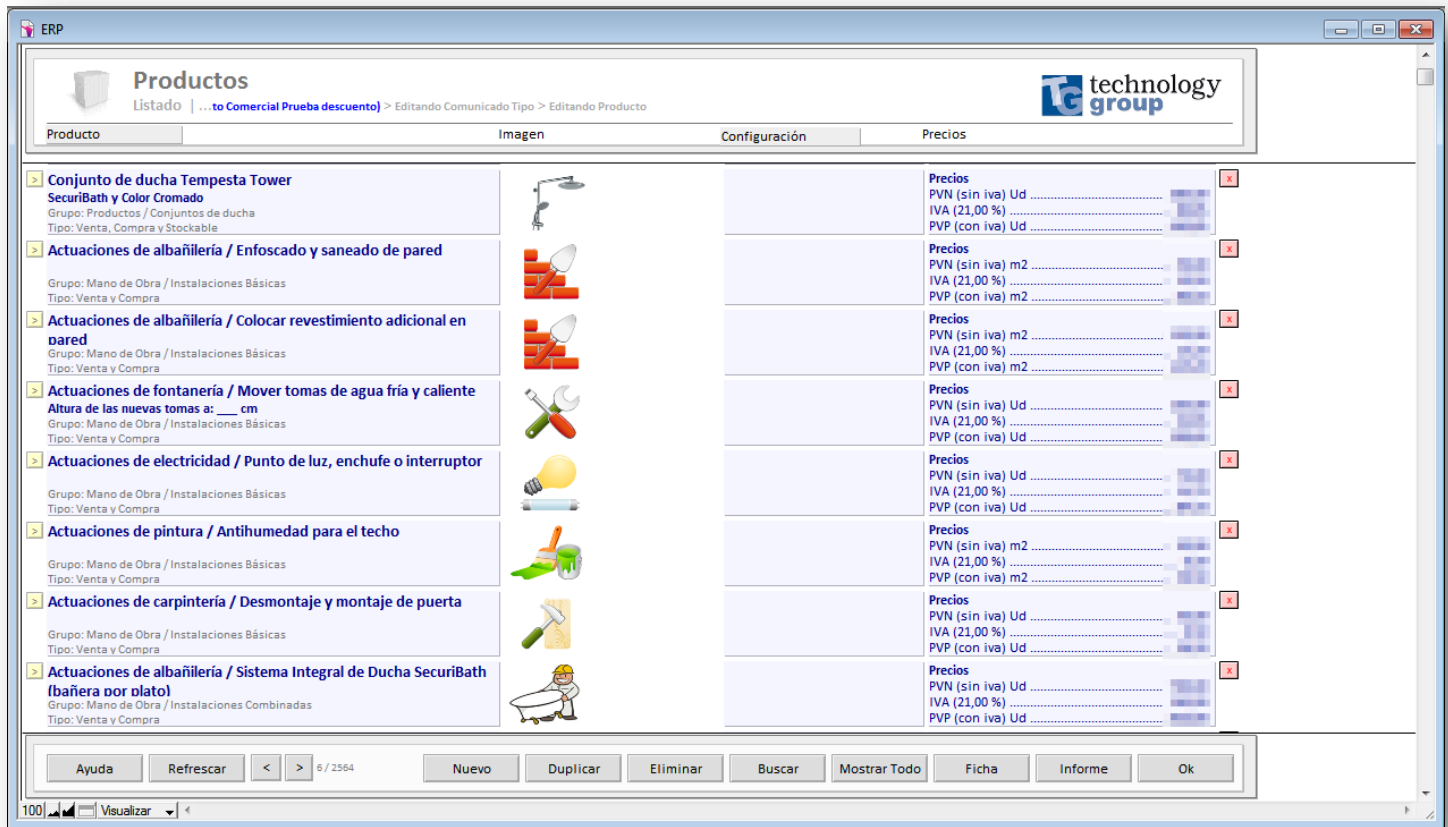 ERP
Productos
Listado | ...to Comercial Prueba descuento) > Editando Comunicado Tipo > Editando Producto
TG technology group
Producto Imagen Configuración Precios
> Conjunto de ducha Tempesta Tower
SecuriBath y Color Cromado
Grupo: Productos / Conjuntos de ducha
Tipo: Venta, Compra y Stockable
Precios
PVN (sin iva) Ud
IVA (21,00 %)
PVP (con iva) Ud
x
> Actuaciones de albañilería / Enfoscado y saneado de pared
Grupo: Mano de Obra / Instalaciones Básicas
Tipo: Venta y Compra
Precios
PVN (sin iva) m2
IVA (21,00 %)
PVP (con iva) m2
x
> Actuaciones de albañilería / Colocar revestimiento adicional en
pared
Grupo: Mano de Obra / Instalaciones Básicas
Tipo: Venta y Compra
Precios
PVN (sin iva) m2
IVA (21,00 %)
PVP (con iva) m2
x
> Actuaciones de fontanería / Mover tomas de agua fría y caliente
Altura de las nuevas tomas a: ___ cm
Grupo: Mano de Obra / Instalaciones Básicas
Tipo: Venta y Compra
Precios
PVN (sin iva) Ud
IVA (21,00 %)
PVP (con iva) Ud
x
> Actuaciones de electricidad / Punto de luz, enchufe o interruptor
Grupo: Mano de Obra / Instalaciones Básicas
Tipo: Venta y Compra
Precios
PVN (sin iva) Ud
IVA (21,00 %)
PVP (con iva) Ud
x
> Actuaciones de pintura / Antihumedad para el techo
Grupo: Mano de Obra / Instalaciones Básicas
Tipo: Venta y Compra
Precios
PVN (sin iva) m2
IVA (21,00 %)
PVP (con iva) m2
x
> Actuaciones de carpintería / Desmontaje y montaje de puerta
Grupo: Mano de Obra / Instalaciones Básicas
Tipo: Venta y Compra
Precios
PVN (sin iva) Ud
IVA (21,00 %)
PVP (con iva) Ud
x
> Actuaciones de albañilería / Sistema Integral de Ducha SecuriBath
(bañera por plato)
Grupo: Mano de Obra / Instalaciones Combinadas
Tipo: Venta y Compra
Precios
PVN (sin iva) Ud
IVA (21,00 %)
PVP (con iva) Ud
x
Ayuda Refrescar < > 6 / 2564 Nuevo Duplicar Eliminar Buscar Mostrar Todo Ficha Informe Ok
100 Visualizar